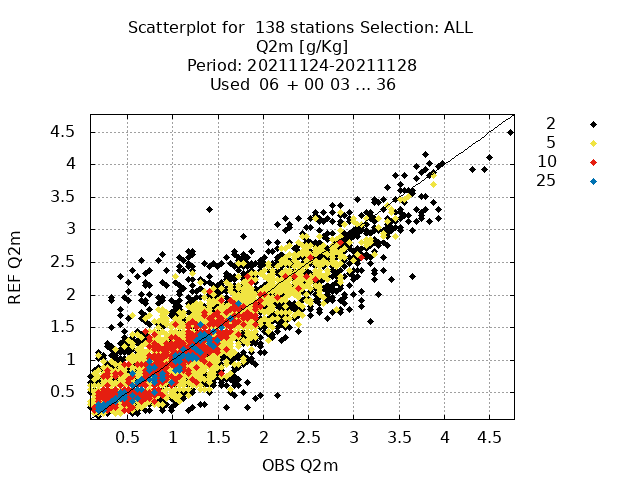 Scatterplot for  138 stations Selection: ALL
Q2m [g/Kg]
Period: 20211124-20211128
Used  06 + 00 03 ... 36
2
5
10
25
4.5
4
3.5
3
2.5
2
1.5
1
0.5
REF Q2m
0.5 1 1.5 2 2.5 3 3.5 4 4.5
OBS Q2m